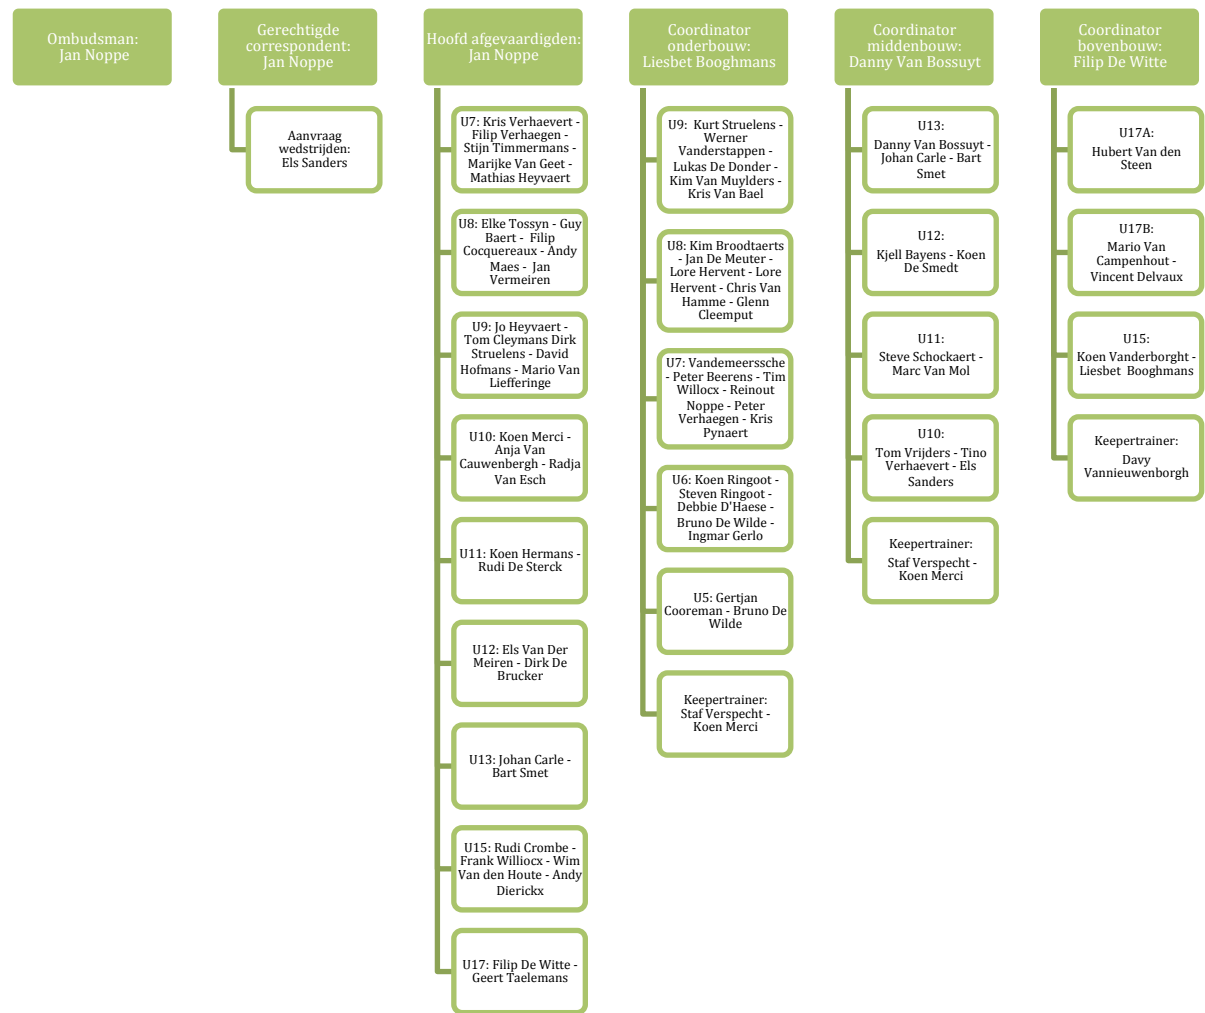 Ombudsman:
Jan Noppe
Gerechtigde
correspondent:
Jan Noppe
Aanvraag
wedstrijden:
Els Sanders
Hoofd afgevaardigden:
Jan Noppe
U7: Kris Verhaevert -
Filip Verhaegen -
Stijn Timmermans -
Marijke Van Geet -
Mathias Heyvaert
U8: Elke Tossyn - Guy
Baert - Filip
Cocquereaux - Andy
Maes - Jan
Vermeiren
U9: Jo Heyvaert -
Tom Cleymans Dirk
Struelens - David
Hofmans - Mario Van
Liefferinge
U10: Koen Merci -
Anja Van
Cauwenbergh - Radja
Van Esch
U11: Koen Hermans -
Rudi De Sterck
U12: Els Van Der
Meiren - Dirk De
Brucker
U13: Johan Carle -
Bart Smet
U15: Rudi Crombe -
Frank Williocx - Wim
Van den Houte - Andy
Dierickx
U17: Filip De Witte -
Geert Taelemans
Coordinator
onderbouw:
Liesbet Booghmans
U9: Kurt Struelens -
Werner
Vanderstappen -
Lukas De Donder -
Kim Van Muylders -
Kris Van Bael
U8: Kim Broodtaerts
- Jan De Meuter -
Lore Hervent - Lore
Hervent - Chris Van
Hamme - Glenn
Cleemput
U7: Vandemeerssche
- Peter Beerens - Tim
Willocx - Reinout
Noppe - Peter
Verhaegen - Kris
Pynaert
U6: Koen Ringoot -
Steven Ringoot -
Debbie D'Haese -
Bruno De Wilde -
Ingmar Gerlo
U5: Gertjan
Cooreman - Bruno De
Wilde
Keepertrainer:
Staf Verspecht -
Koen Merci
Coordinator
middenbouw:
Danny Van Bossuyt
U13:
Danny Van Bossuyt -
Johan Carle - Bart
Smet
U12:
Kjell Bayens - Koen
De Smedt
U11:
Steve Schockaert -
Marc Van Mol
U10:
Tom Vrijders - Tino
Verhaevert - Els
Sanders
Keepertrainer:
Staf Verspecht -
Koen Merci
Coordinator
bovenbouw:
Filip De Witte
U17A:
Hubert Van den
Steen
U17B:
Mario Van
Campenhout -
Vincent Delvaux
U15:
Koen Vanderborght -
Liesbet Booghmans
Keepertrainer:
Davy
Vannieuwenborgh